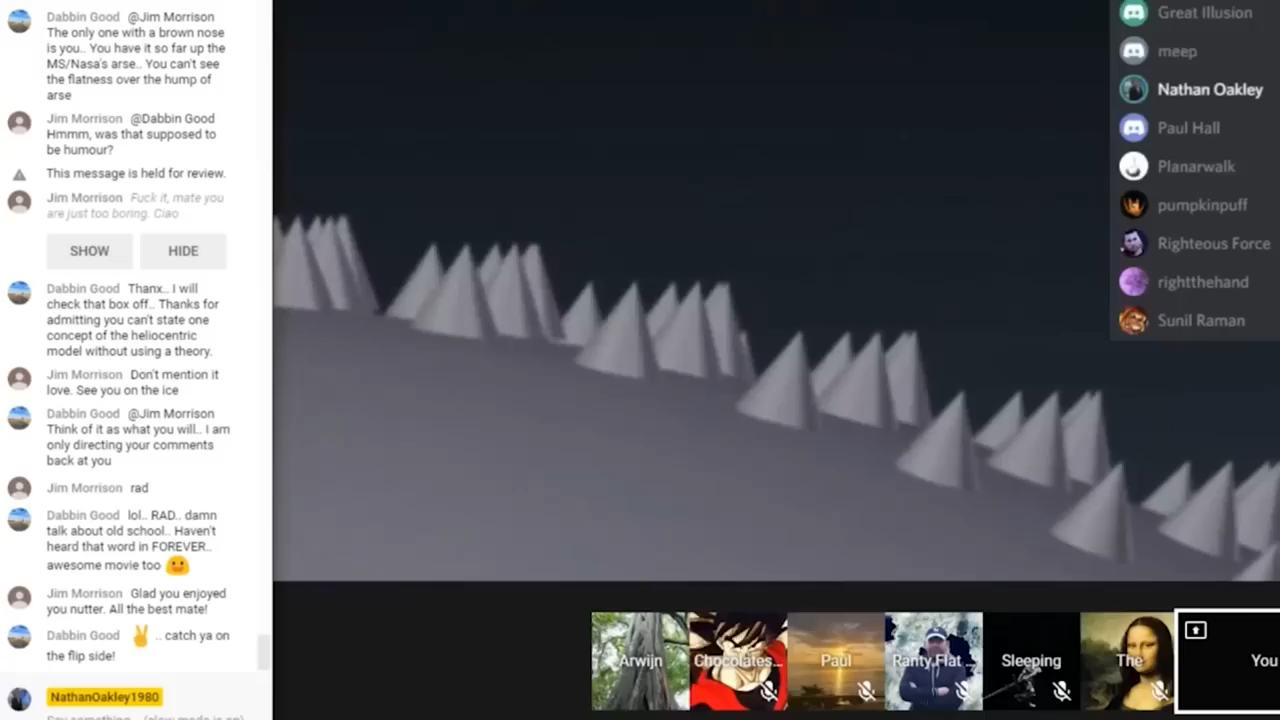 Dabbin Good @Jim Morrison
The only one with a brown nose
is you.. You have it so far up the
MS/Nasa's arse.. You can't see
the flatness over the hump of
arse
Jim Morrison @Dabbin Good
Hmmm, was that supposed to
be humour?
This message is held for review.
Jim Morrison Fuck it, mate you
are just too boring. Ciao
SHOW HIDE
Dabbin Good Thanx.. I will
check that box off.. Thanks for
admitting you can't state one
concept of the heliocentric
model without using a theory.
Jim Morrison Don't mention it
love. See you on the ice
Dabbin Good @Jim Morrison
Think of it as what you will.. I am
only directing your comments
back at you
Jim Morrison rad
Dabbin Good lol.. RAD.. damn
talk about old school.. Haven't
heard that word in FOREVER..
awesome movie too
Jim Morrison Glad you enjoyed
you nutter. All the best mate!
Dabbin Good .. catch ya on
the flip side!
NathanOakley1980
Say something... (slow mode is on)
Great Illusion
meep
Nathan Oakley
Paul Hall
Planarwalk
pumpkinpuff
Righteous Force
rightthehand
Sunil Raman
Arwijn
Chocolates...
Paul
Ranty Flat ...
Sleeping
The
You